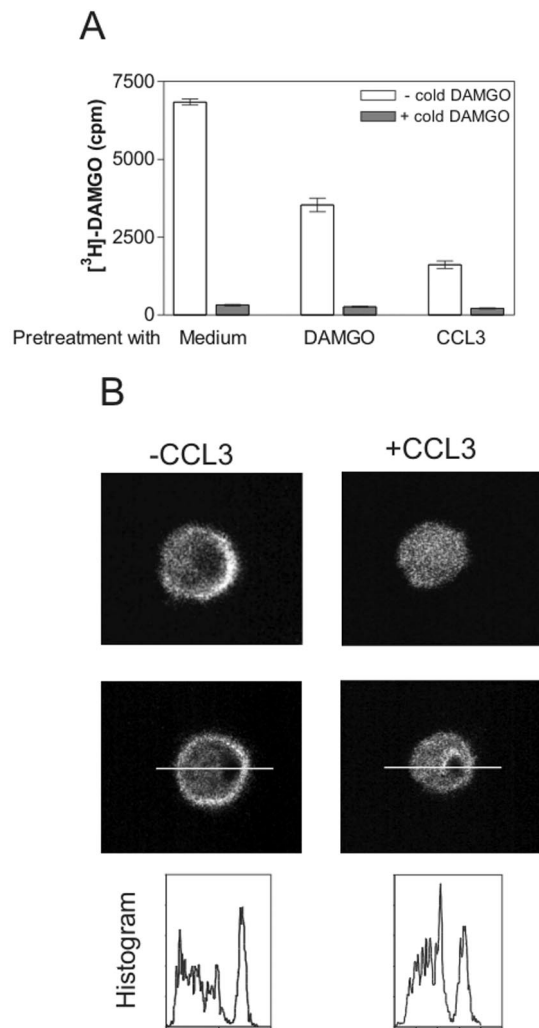 A
7500
5000
2500
0
[³H]-DAMGO (cpm)
- cold DAMGO
+ cold DAMGO
Pretreatment with Medium DAMGO CCL3
B
-CCL3 +CCL3
Histogram